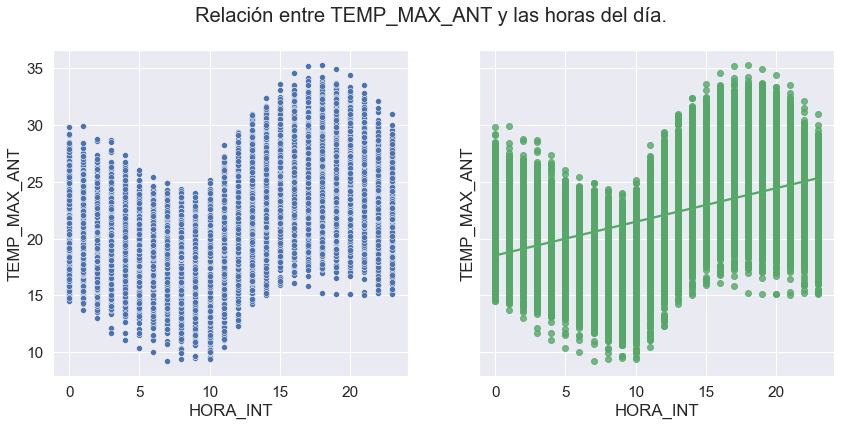 Relación entre TEMP_MAX_ANT y las horas del día.
35
30
25
20
15
10
TEMP_MAX_ANT
0 5 10 15 20
HORA_INT
TEMP_MAX_ANT
0 5 10 15 20
HORA_INT